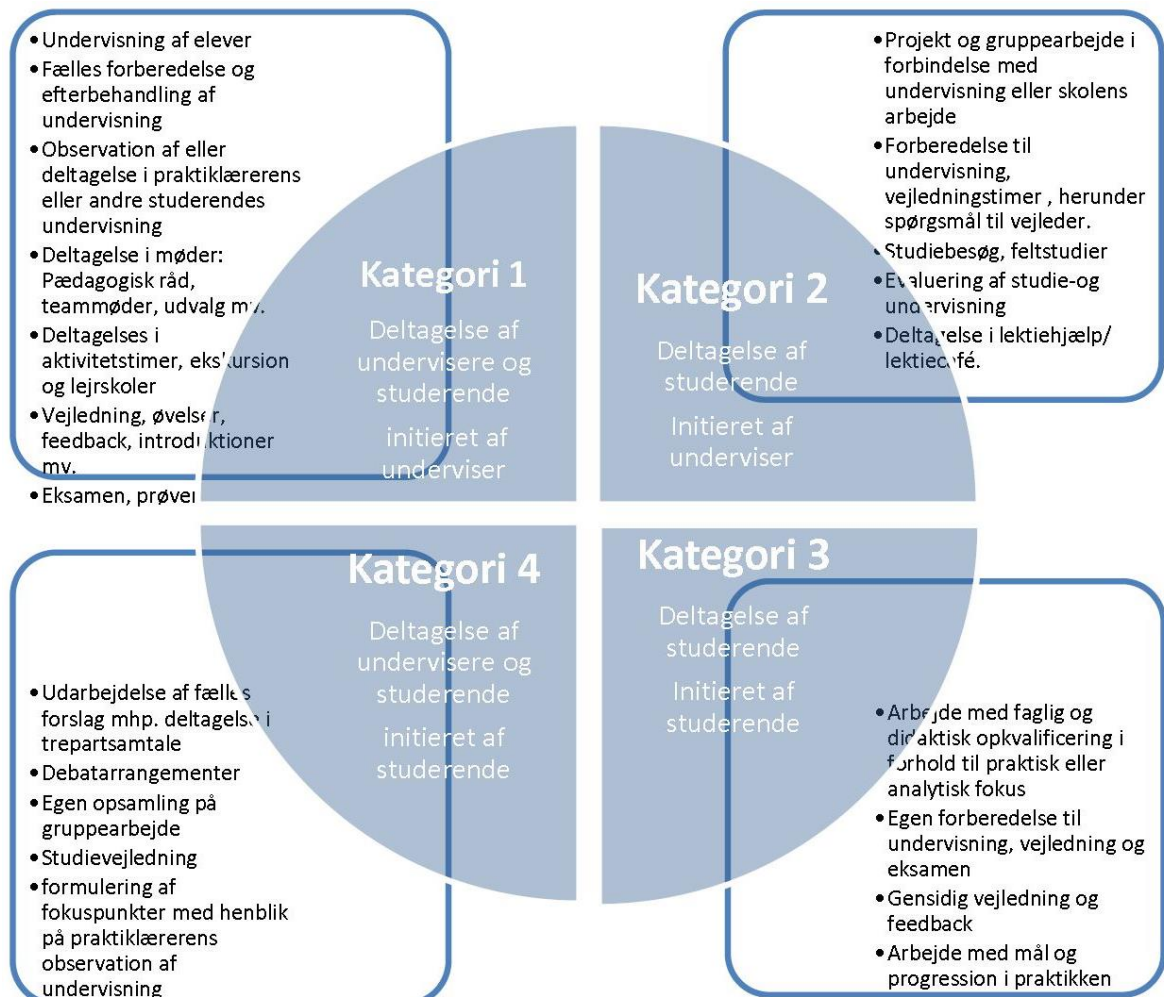 •Undervisning af elever
•Fælles forberedelse og
efterbehandling af
undervisning
•Observation af eller
deltagelse i praktiklærerens
eller andre studerendes
undervisning
•Deltagelse i møder:
Pædagogisk råd,
teammøder, udvalg mv.
•Deltagelses i
aktivitetstimer, ekskursion
og lejrskoler
•Vejledning, øvelser,
feedback, introduktioner
mv.
•Eksamen, prøver
Kategori 1
Deltagelse af
undervisere og
studerende
initieret af
underviser
•Projekt og gruppearbejde i
forbindelse med
undervisning eller skolens
arbejde
•Forberedelse til
undervisning,
vejledningstimer , herunder
spørgsmål til vejleder.
•Studiebesøg, feltstudier
•Evaluering af studie-og
undervisning
•Deltagelse i lektiehjælp/
lektiecafé.
Kategori 2
Deltagelse af
studerende
Initieret af
underviser
Kategori 4
Deltagelse af
undervisere og
studerende
initieret af
studerende
•Udarbejdelse af fælles
forslag mhp. deltagelse i
trepartsamtale
•Debatarrangementer
•Egen opsamling på
gruppearbejde
•Studievejledning
•formulering af
fokuspunkter med henblik
på praktiklærerens
observation af
undervisning
Kategori 3
Deltagelse af
studerende
Initieret af
studerende
•Arbejde med faglig og
didaktisk opkvalificering i
forhold til praktisk eller
analytisk fokus
•Egen forberedelse til
undervisning, vejledning og
eksamen
•Gensidig vejledning og
feedback
•Arbejde med mål og
progression i praktikken